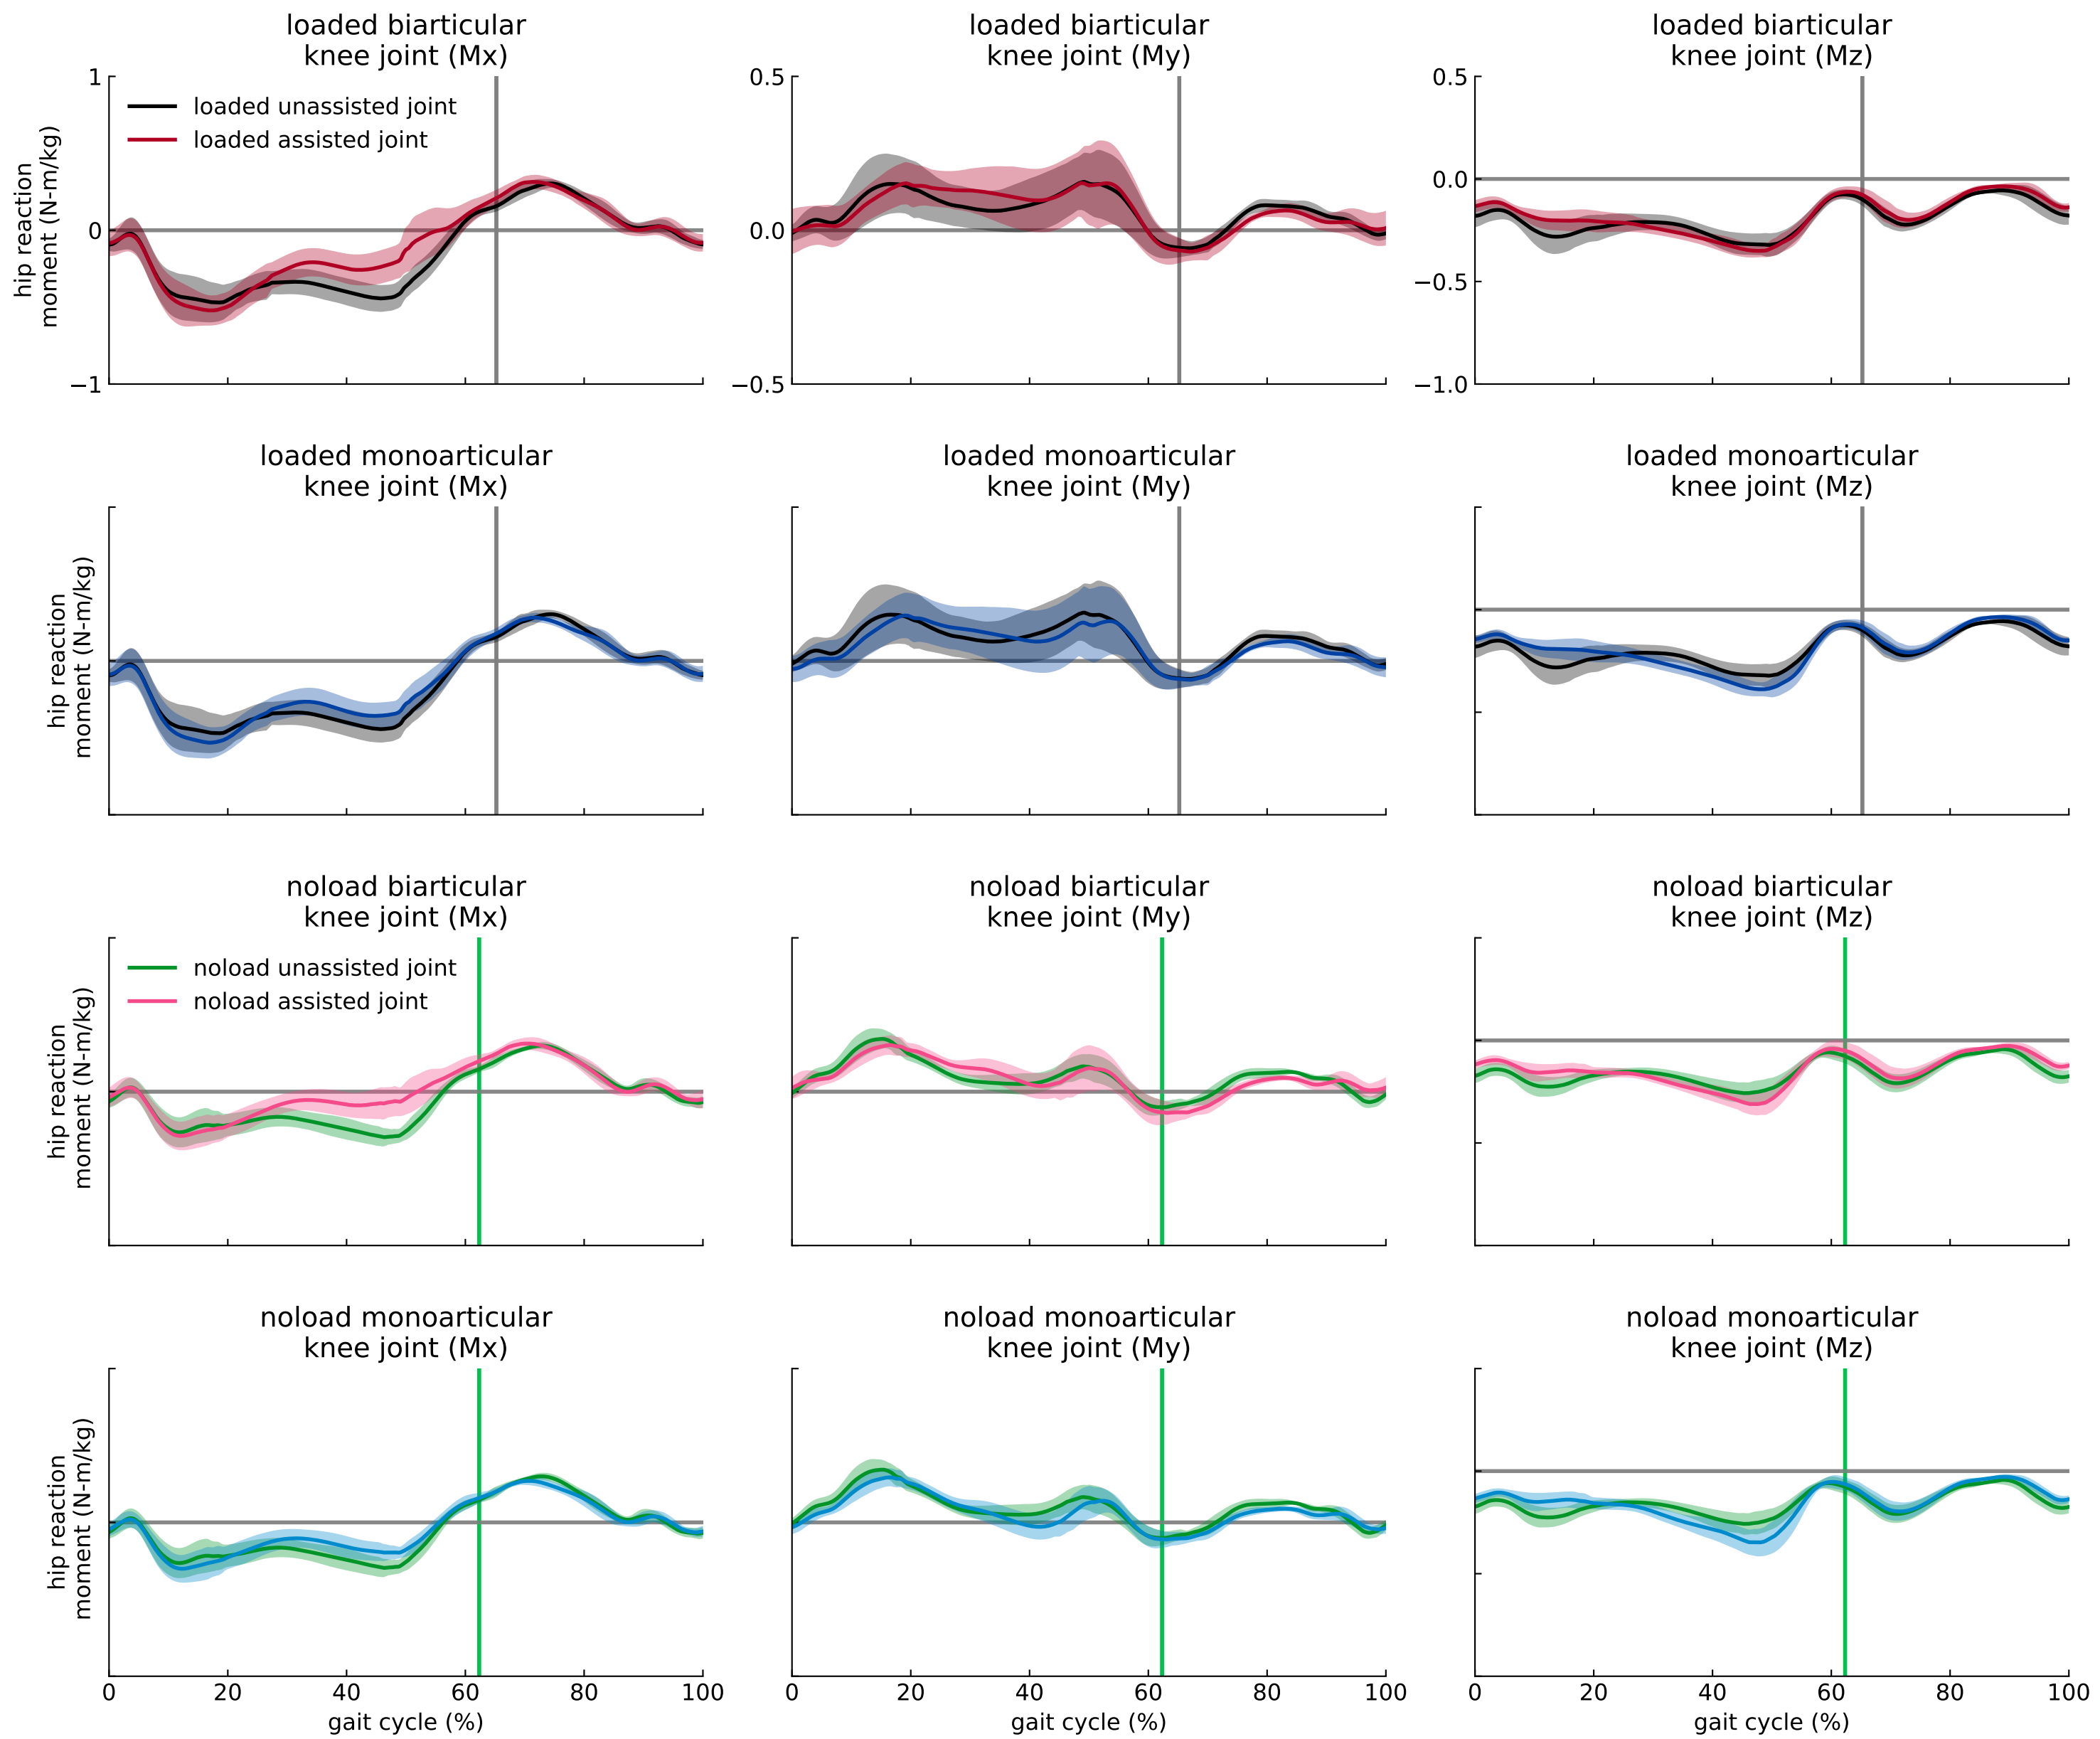 loaded biarticular
knee joint (Mx)
loaded biarticular
knee joint (My)
loaded biarticular
knee joint (Mz)
hip reaction
moment (N-m/kg)
1
0
−1
loaded unassisted joint
loaded assisted joint
0.5
0.0
−0.5
0.5
0.0
−0.5
−1.0
loaded monoarticular
knee joint (Mx)
loaded monoarticular
knee joint (My)
loaded monoarticular
knee joint (Mz)
hip reaction
moment (N-m/kg)
noload biarticular
knee joint (Mx)
noload biarticular
knee joint (My)
noload biarticular
knee joint (Mz)
hip reaction
moment (N-m/kg)
noload unassisted joint
noload assisted joint
noload monoarticular
knee joint (Mx)
noload monoarticular
knee joint (My)
noload monoarticular
knee joint (Mz)
hip reaction
moment (N-m/kg)
0 20 40 60 80 100
gait cycle (%)
0 20 40 60 80 100
gait cycle (%)
0 20 40 60 80 100
gait cycle (%)